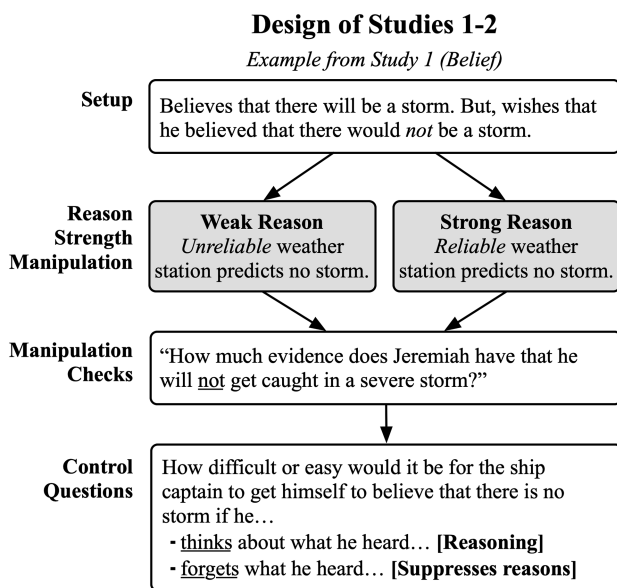 Design of Studies 1-2
Example from Study 1 (Belief)
Setup
Believes that there will be a storm. But, wishes that
he believed that there would not be a storm.
Reason
Strength
Manipulation
Weak Reason
Unreliable weather
station predicts no storm.
Strong Reason
Reliable weather
station predicts no storm.
Manipulation
Checks
“How much evidence does Jeremiah have that he
will not get caught in a severe storm?”
Control
Questions
How difficult or easy would it be for the ship
captain to get himself to believe that there is no
storm if he…
- thinks about what he heard… [Reasoning]
- forgets what he heard… [Suppresses reasons]